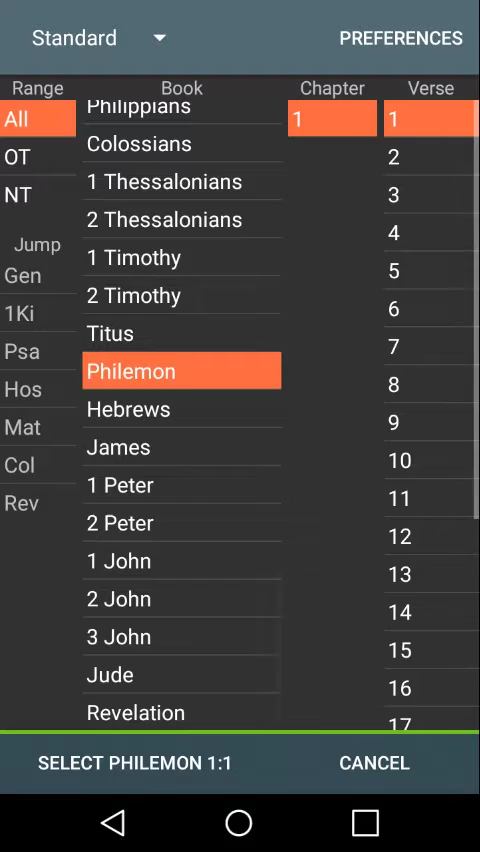 Standard
PREFERENCES
Range
Book
Chapter
Verse
All
OT
NT
Jump
Gen
1Ki
Psa
Hos
Mat
Col
Rev
Philippians
Colossians
1 Thessalonians
2 Thessalonians
1 Timothy
2 Timothy
Titus
Philemon
Hebrews
James
1 Peter
2 Peter
1 John
2 John
3 John
Jude
Revelation
1
1
2
3
4
5
6
7
8
9
10
11
12
13
14
15
16
17
SELECT PHILEMON 1:1
CANCEL